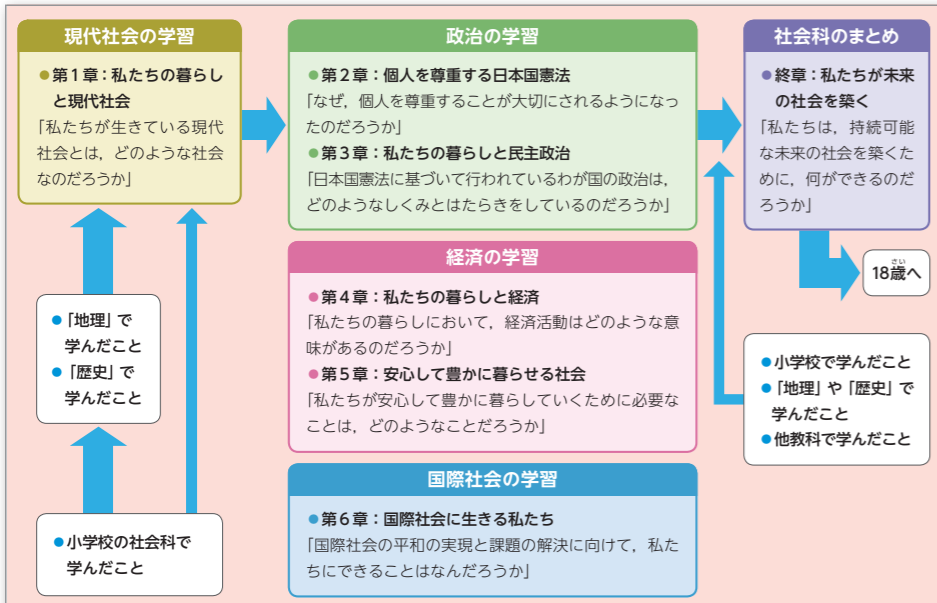 現代社会の学習
●第1章：私たちの暮らし
と現代社会
「私たちが生きている現代
社会とは，どのような社会
なのだろうか」
●「地理」で
学んだこと
●「歴史」で
学んだこと
●小学校の社会科で
学んだこと
政治の学習
●第2章：個人を尊重する日本国憲法
「なぜ，個人を尊重することが大切にされるようになっ
たのだろうか」
●第3章：私たちの暮らしと民主政治
「日本国憲法に基づいて行われているわが国の政治は，
どのようなしくみとはたらきをしているのだろうか」
経済の学習
●第4章：私たちの暮らしと経済
「私たちの暮らしにおいて，経済活動はどのような意
味があるのだろうか」
●第5章：安心して豊かに暮らせる社会
「私たちが安心して豊かに暮らしていくために必要な
ことは，どのようなことだろうか」
国際社会の学習
●第6章：国際社会に生きる私たち
「国際社会の平和の実現と課題の解決に向けて，私た
ちにできることはなんだろうか」
社会科のまとめ
●終章：私たちが未来
の社会を築く
「私たちは，持続可能
な未来の社会を築くた
めに，何ができるのだ
ろうか」
さい
18歳へ
●小学校で学んだこと
●「地理」や「歴史」で
学んだこと
●他教科で学んだこと